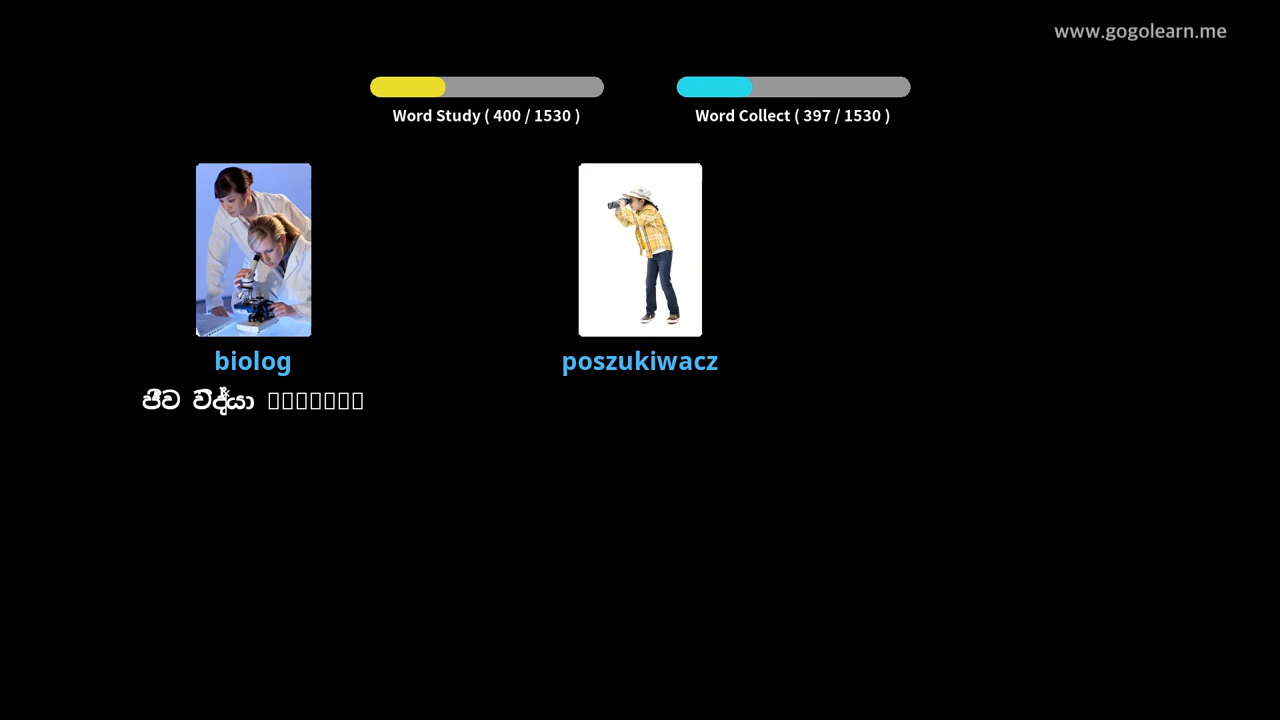 www.gogolearn.me
Word Study ( 400 / 1530 )
Word Collect ( 397 / 1530 )
biolog
poszukiwacz
ජීව විද්‍යා